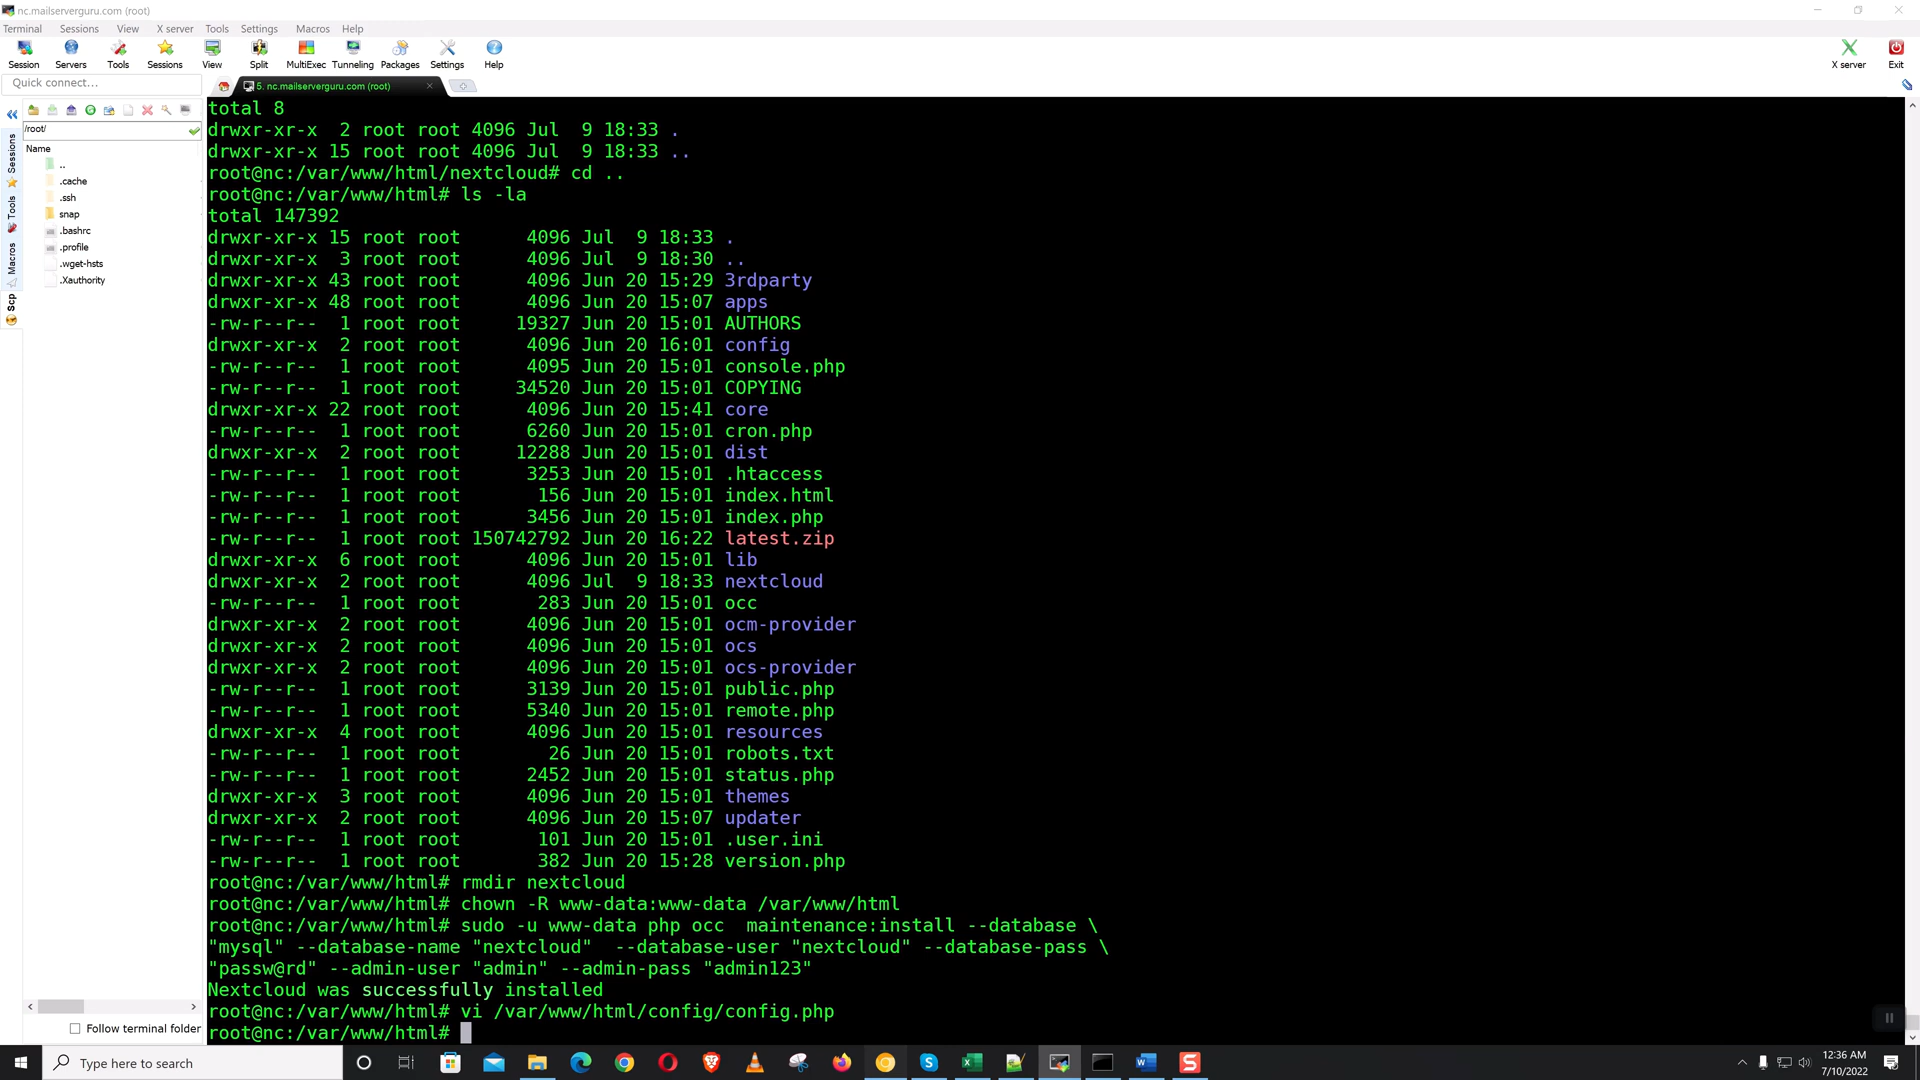 nc.mailserverguru.com (root)
Terminal Sessions View X server Tools Settings Macros Help
Session Servers Tools Sessions View Split MultiExec Tunneling Packages Settings Help X server Exit
Quick connect...
5. nc.mailserverguru.com (root)
/root/
Name
..
.cache
.ssh
snap
.bashrc
.profile
.wget-hsts
.Xauthority
Sessions
Tools
Macros
Scp
Follow terminal folder
total 8
drwxr-xr-x  2 root root 4096 Jul  9 18:33 .
drwxr-xr-x 15 root root 4096 Jul  9 18:33 ..
root@nc:/var/www/html/nextcloud# cd ..
root@nc:/var/www/html# ls -la
total 147392
drwxr-xr-x 15 root root      4096 Jul  9 18:33 .
drwxr-xr-x  3 root root      4096 Jul  9 18:30 ..
drwxr-xr-x 43 root root      4096 Jun 20 15:29 3rdparty
drwxr-xr-x 48 root root      4096 Jun 20 15:07 apps
-rw-r--r--  1 root root     19327 Jun 20 15:01 AUTHORS
drwxr-xr-x  2 root root      4096 Jun 20 16:01 config
-rw-r--r--  1 root root      4095 Jun 20 15:01 console.php
-rw-r--r--  1 root root     34520 Jun 20 15:01 COPYING
drwxr-xr-x 22 root root      4096 Jun 20 15:41 core
-rw-r--r--  1 root root      6260 Jun 20 15:01 cron.php
drwxr-xr-x  2 root root     12288 Jun 20 15:01 dist
-rw-r--r--  1 root root      3253 Jun 20 15:01 .htaccess
-rw-r--r--  1 root root       156 Jun 20 15:01 index.html
-rw-r--r--  1 root root      3456 Jun 20 15:01 index.php
-rw-r--r--  1 root root 150742792 Jun 20 16:22 latest.zip
drwxr-xr-x  6 root root      4096 Jun 20 15:01 lib
drwxr-xr-x  2 root root      4096 Jul  9 18:33 nextcloud
-rw-r--r--  1 root root       283 Jun 20 15:01 occ
drwxr-xr-x  2 root root      4096 Jun 20 15:01 ocm-provider
drwxr-xr-x  2 root root      4096 Jun 20 15:01 ocs
drwxr-xr-x  2 root root      4096 Jun 20 15:01 ocs-provider
-rw-r--r--  1 root root      3139 Jun 20 15:01 public.php
-rw-r--r--  1 root root      5340 Jun 20 15:01 remote.php
drwxr-xr-x  4 root root      4096 Jun 20 15:01 resources
-rw-r--r--  1 root root        26 Jun 20 15:01 robots.txt
-rw-r--r--  1 root root      2452 Jun 20 15:01 status.php
drwxr-xr-x  3 root root      4096 Jun 20 15:01 themes
drwxr-xr-x  2 root root      4096 Jun 20 15:07 updater
-rw-r--r--  1 root root       101 Jun 20 15:01 .user.ini
-rw-r--r--  1 root root       382 Jun 20 15:28 version.php
root@nc:/var/www/html# rmdir nextcloud
root@nc:/var/www/html# chown -R www-data:www-data /var/www/html
root@nc:/var/www/html# sudo -u www-data php occ  maintenance:install --database \
"mysql" --database-name "nextcloud"  --database-user "nextcloud" --database-pass \
"passw@rd" --admin-user "admin" --admin-pass "admin123"
Nextcloud was successfully installed
root@nc:/var/www/html# vi /var/www/html/config/config.php
root@nc:/var/www/html#
Type here to search
12:36 AM
7/10/2022